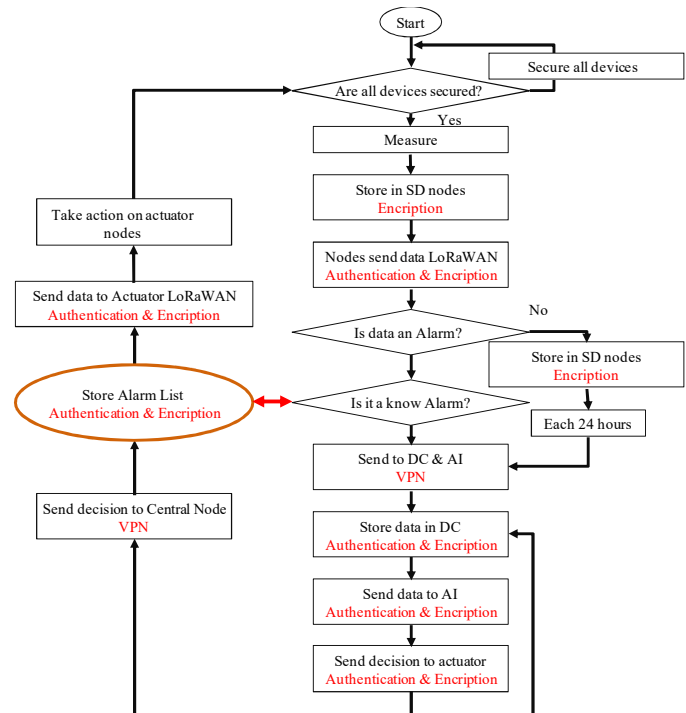 Start
Secure all devices
Are all devices secured?
Yes
Measure
Store in SD nodes
Encription
Take action on actuator
nodes
Nodes send data LoRaWAN
Authentication & Encription
Send data to Actuator LoRaWAN
Authentication & Encription
No
Is data an Alarm?
Store in SD nodes
Encription
Store Alarm List
Authentication & Encription
Is it a know Alarm?
Each 24 hours
Send to DC & AI
VPN
Send decision to Central Node
VPN
Store data in DC
Authentication & Encription
Send data to AI
Authentication & Encription
Send decision to actuator
Authentication & Encription